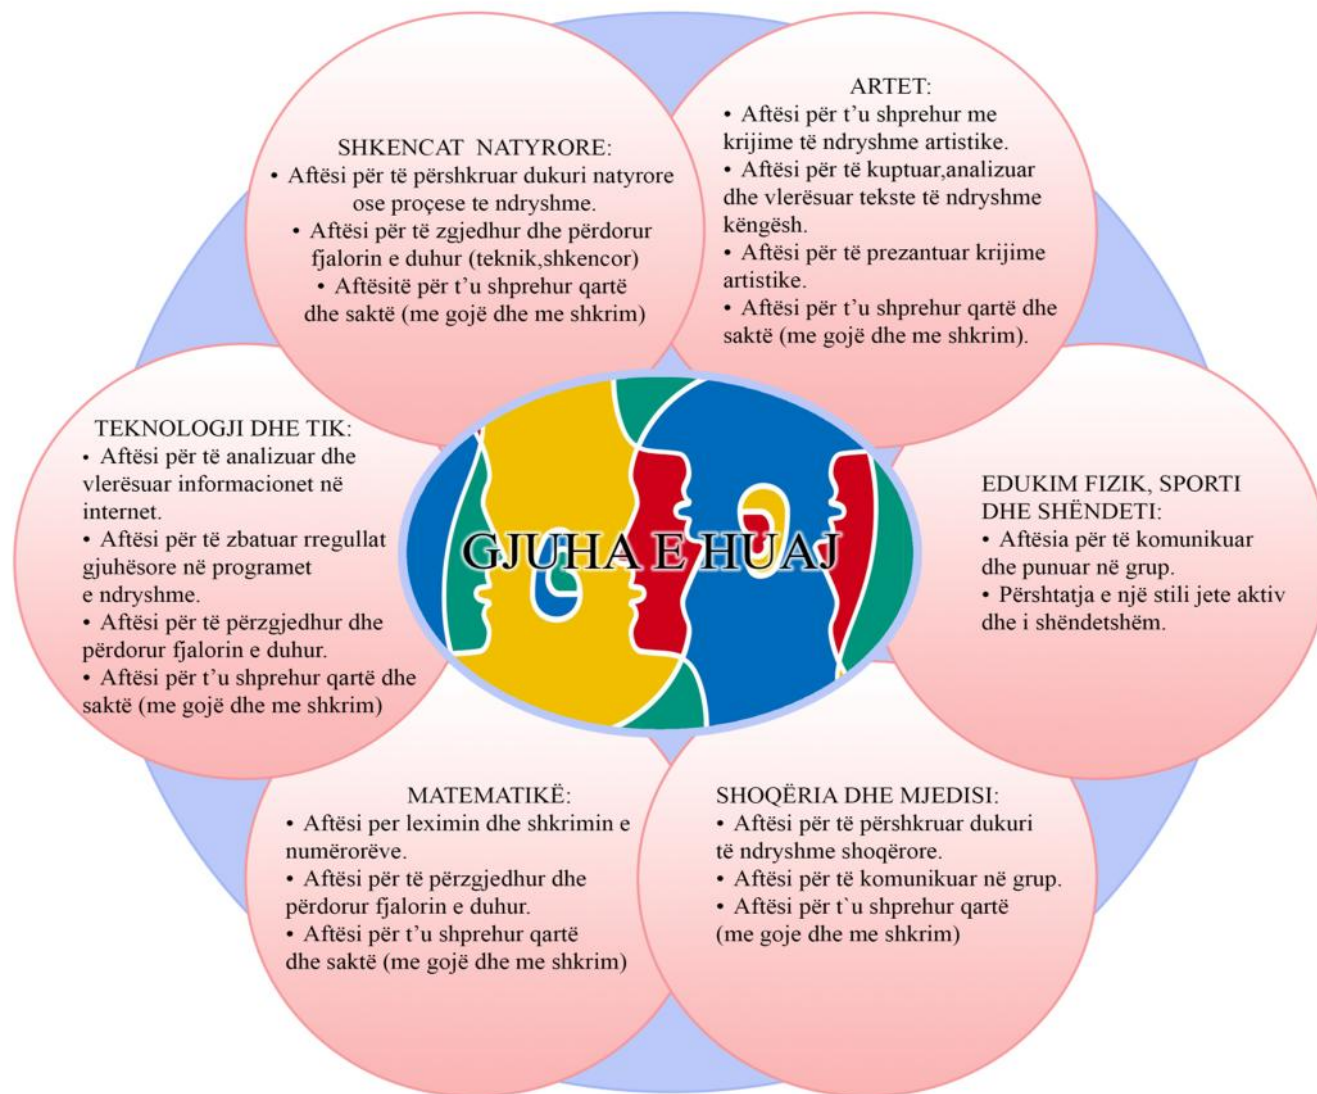 SHKENCAT NATYRORE:
• Aftësi për të përshkruar dukuri natyrore
ose proçese te ndryshme.
• Aftësi për të zgjedhur dhe përdorur
fjalorin e duhur (teknik,shkencor)
• Aftësitë për t’u shprehur qartë
dhe saktë (me gojë dhe me shkrim)
ARTET:
• Aftësi për t’u shprehur me
krijime të ndryshme artistike.
• Aftësi për të kuptuar,analizuar
dhe vlerësuar tekste të ndryshme
këngësh.
• Aftësi për të prezantuar krijime
artistike.
• Aftësi për t’u shprehur qartë dhe
saktë (me gojë dhe me shkrim).
TEKNOLOGJI DHE TIK:
• Aftësi për të analizuar dhe
vlerësuar informacionet në
internet.
• Aftësi për të zbatuar rregullat
gjuhësore në programet
e ndryshme.
• Aftësi për të përzgjedhur dhe
përdorur fjalorin e duhur.
• Aftësi për t’u shprehur qartë dhe
saktë (me gojë dhe me shkrim)
GJUHA E HUAJ
EDUKIM FIZIK, SPORTI
DHE SHËNDETI:
• Aftësia për të komunikuar
dhe punuar në grup.
• Përshtatja e një stili jete aktiv
dhe i shëndetshëm.
MATEMATIKË:
• Aftësi per leximin dhe shkrimin e
numërorëve.
• Aftësi për të përzgjedhur dhe
përdorur fjalorin e duhur.
• Aftësi për t’u shprehur qartë
dhe saktë (me gojë dhe me shkrim)
SHOQËRIA DHE MJEDISI:
• Aftësi për të përshkruar dukuri
të ndryshme shoqërore.
• Aftësi për të komunikuar në grup.
• Aftësi për t`u shprehur qartë
(me goje dhe me shkrim)